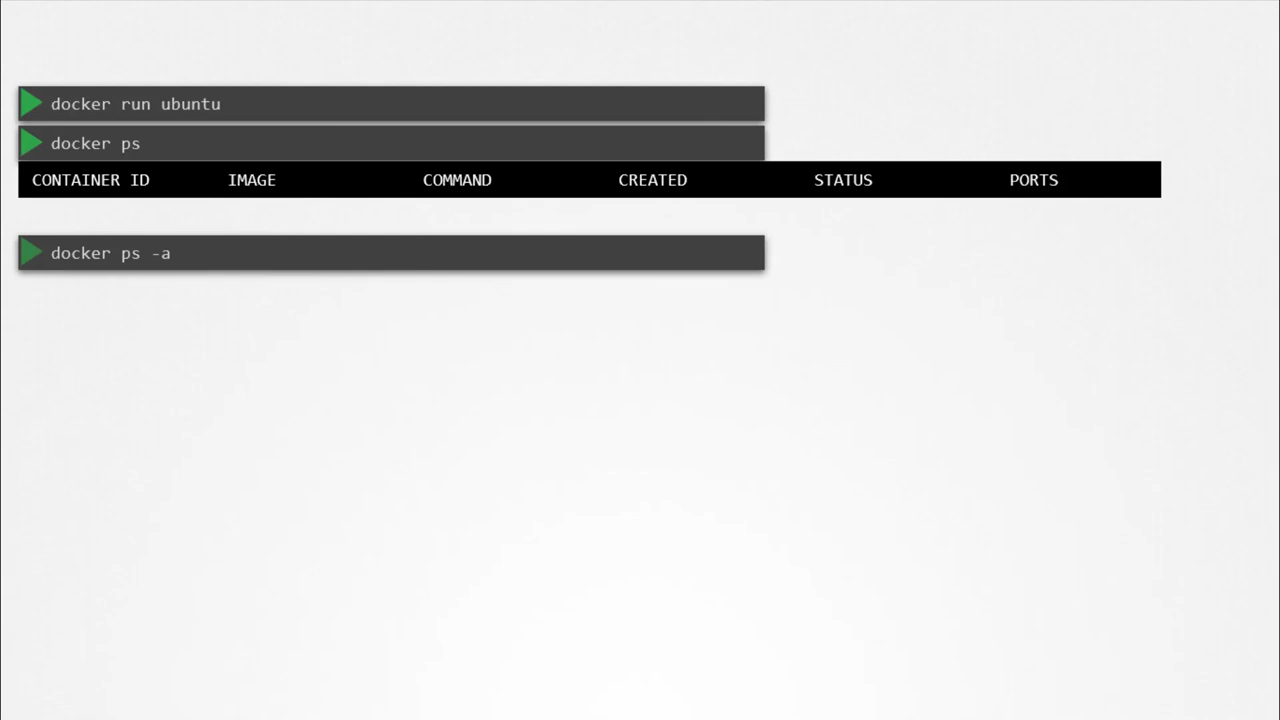 docker run ubuntu
docker ps
CONTAINER ID IMAGE COMMAND CREATED STATUS PORTS
docker ps -a